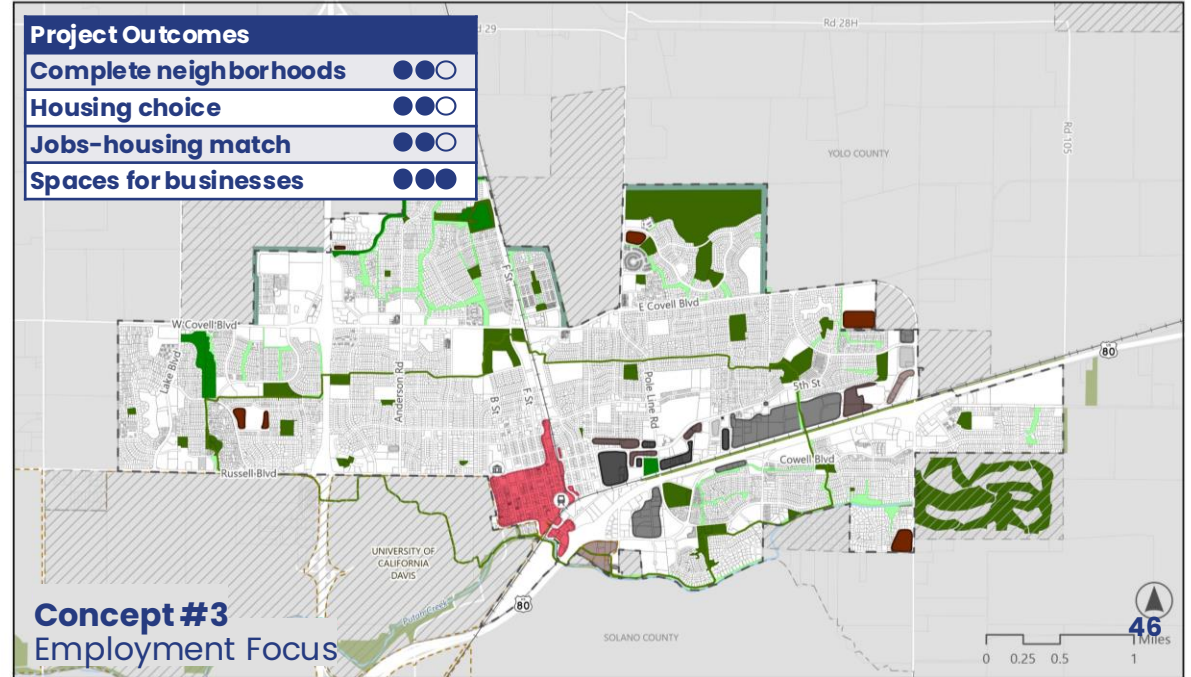 Project Outcomes
Complete neighborhoods
Housing choice
Jobs-housing match
Spaces for businesses
d 29
Rd 28H
Rd 105
YOLO COUNTY
F St
E Covell Blvd
W Covell Blvd
Lake Blvd
Anderson Rd
B St
F St
Pole Line Rd
5th St
80
Cowell Blvd
Russell Blvd
UNIVERSITY OF
CALIFORNIA
DAVIS
Putah Creek
80
SOLANO COUNTY
Concept #3
Employment Focus
46
Miles
0 0.25 0.5 1